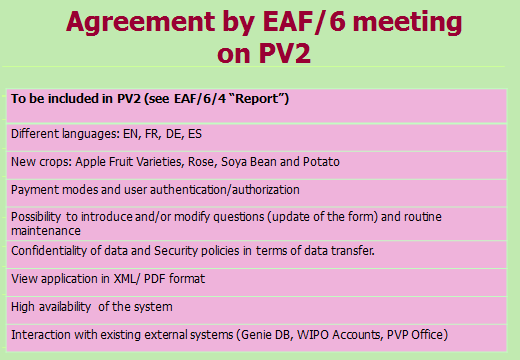 Agreement by EAF/6 meeting
on PV2
To be included in PV2 (see EAF/6/4 “Report”)
Different languages: EN, FR, DE, ES
New crops: Apple Fruit Varieties, Rose, Soya Bean and Potato
Payment modes and user authentication/authorization
Possibility to introduce and/or modify questions (update of the form) and routine
maintenance
Confidentiality of data and Security policies in terms of data transfer.
View application in XML/ PDF format
High availability of the system
Interaction with existing external systems (Genie DB, WIPO Accounts, PVP Office)